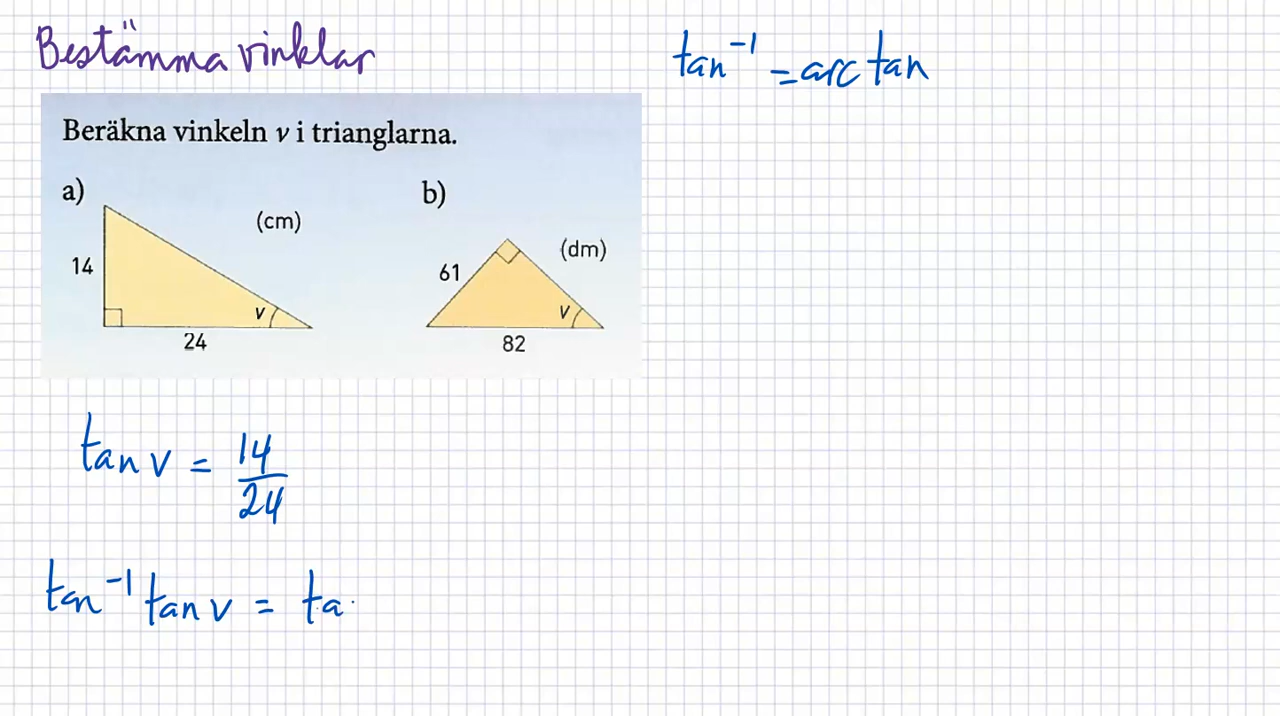 Bestämma vinklar
tan⁻¹ = arc tan
Beräkna vinkeln v i trianglarna.
a)
(cm)
14
v
24
b)
(dm)
61
v
82
tan v = 14/24
tan⁻¹ tan v = ta